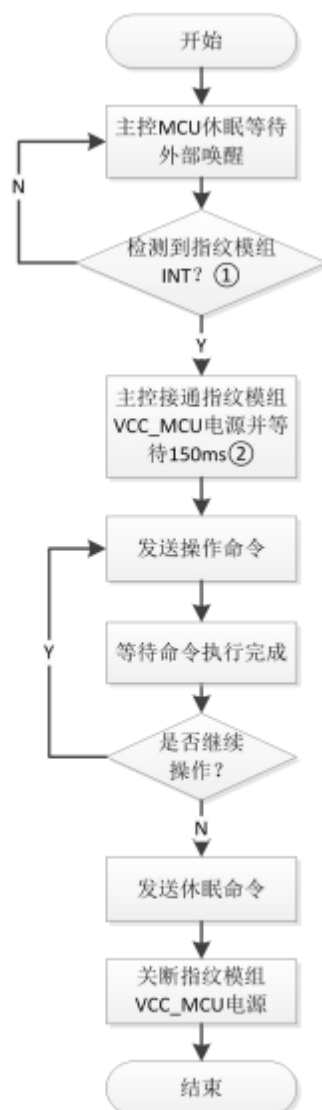 开始
主控MCU休眠等待
外部唤醒
N
检测到指纹模组
INT？①
Y
主控接通指纹模组
VCC_MCU电源并等
待150ms②
发送操作命令
Y
等待命令执行完成
是否继续
操作？
N
发送休眠命令
关断指纹模组
VCC_MCU电源
结束